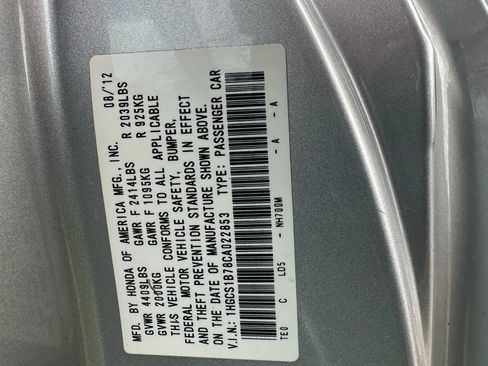 MFD. BY HONDA OF AMERICA MFG., INC. 08/12
GVWR 4409LBS GAWR F 2414LBS R 2039LBS
GVWR 2000KG GAWR F 1095KG R 925KG
THIS VEHICLE CONFORMS TO ALL APPLICABLE
FEDERAL MOTOR VEHICLE SAFETY, BUMPER,
AND THEFT PREVENTION STANDARDS IN EFFECT
ON THE DATE OF MANUFACTURE SHOWN ABOVE.
V.I.N.: 1HGCS1B78CA022853 TYPE: PASSENGER CAR
TE0 C LD5 NH700M - A - A